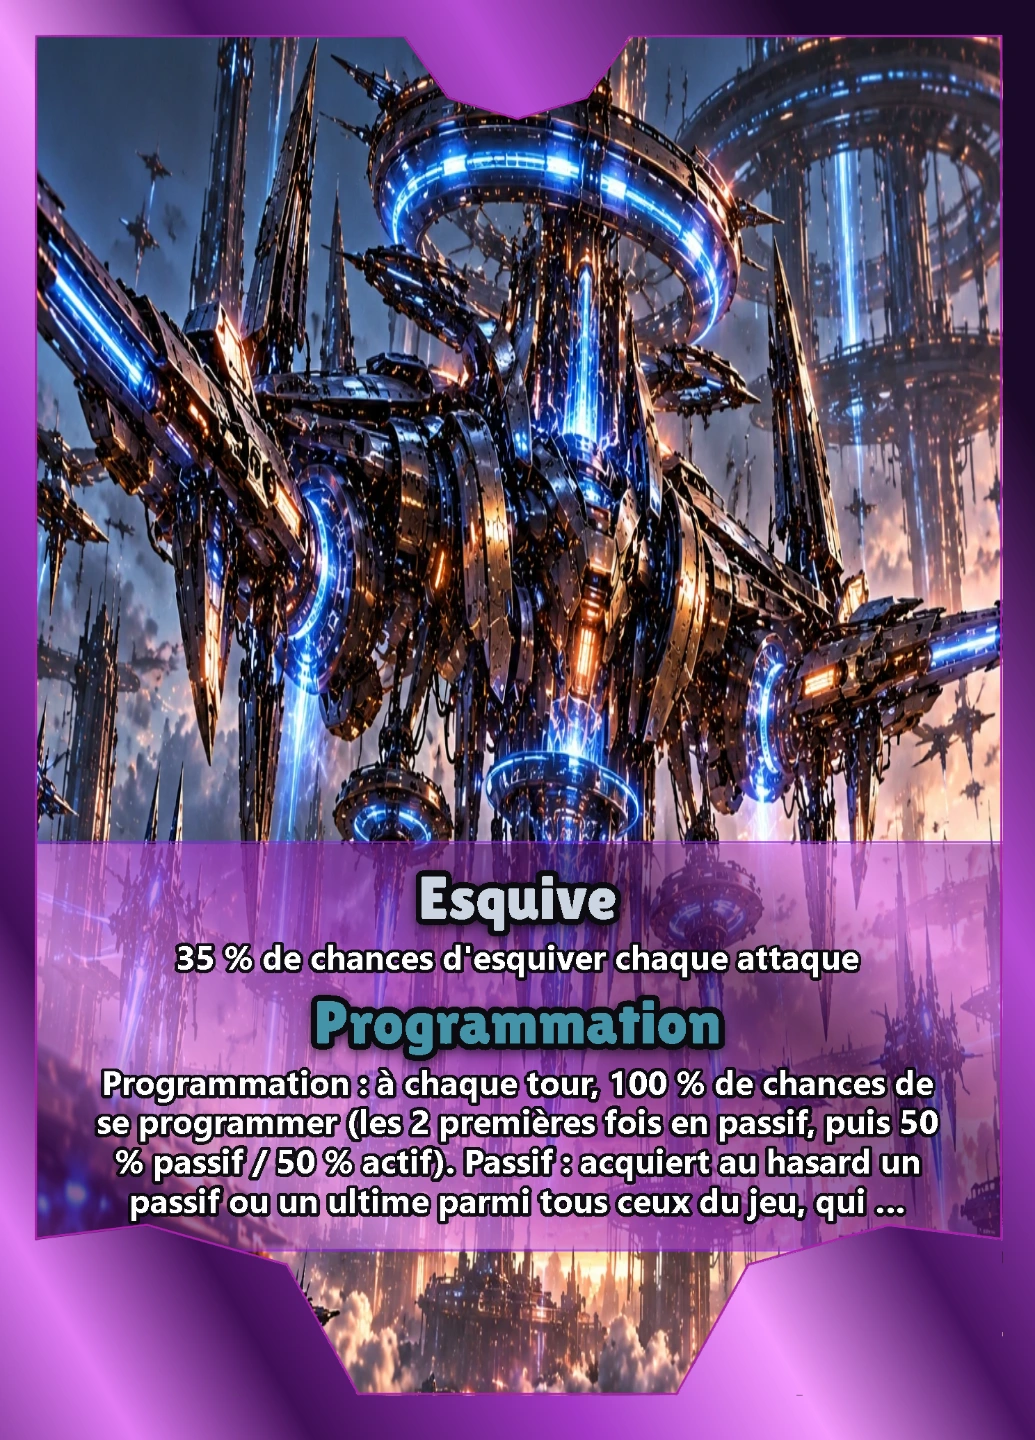 Esquive
35 % de chances d'esquiver chaque attaque
Programmation
Programmation : à chaque tour, 100 % de chances de
se programmer (les 2 premières fois en passif, puis 50
% passif / 50 % actif). Passif : acquiert au hasard un
passif ou un ultime parmi tous ceux du jeu, qui ...